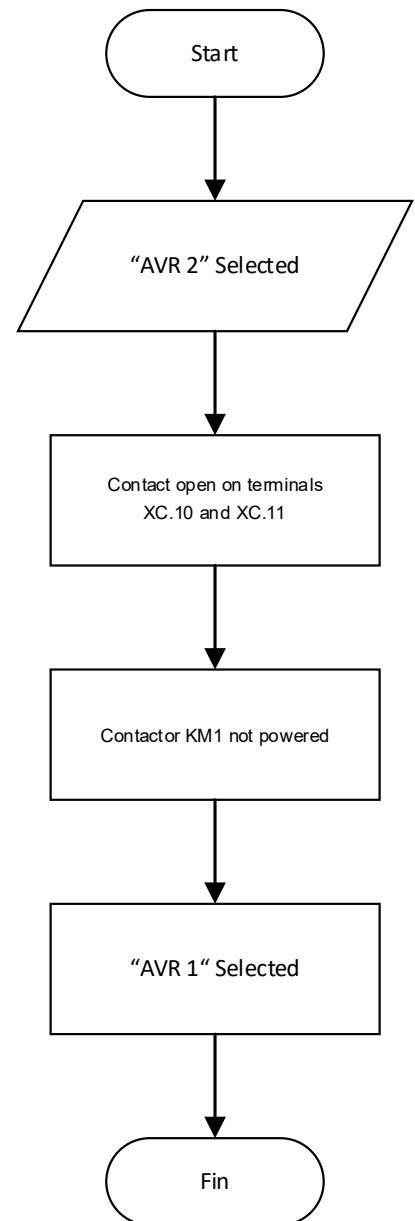 Start
“AVR 2” Selected
Contact open on terminals
XC.10 and XC.11
Contactor KM1 not powered
“AVR 1“ Selected
Fin